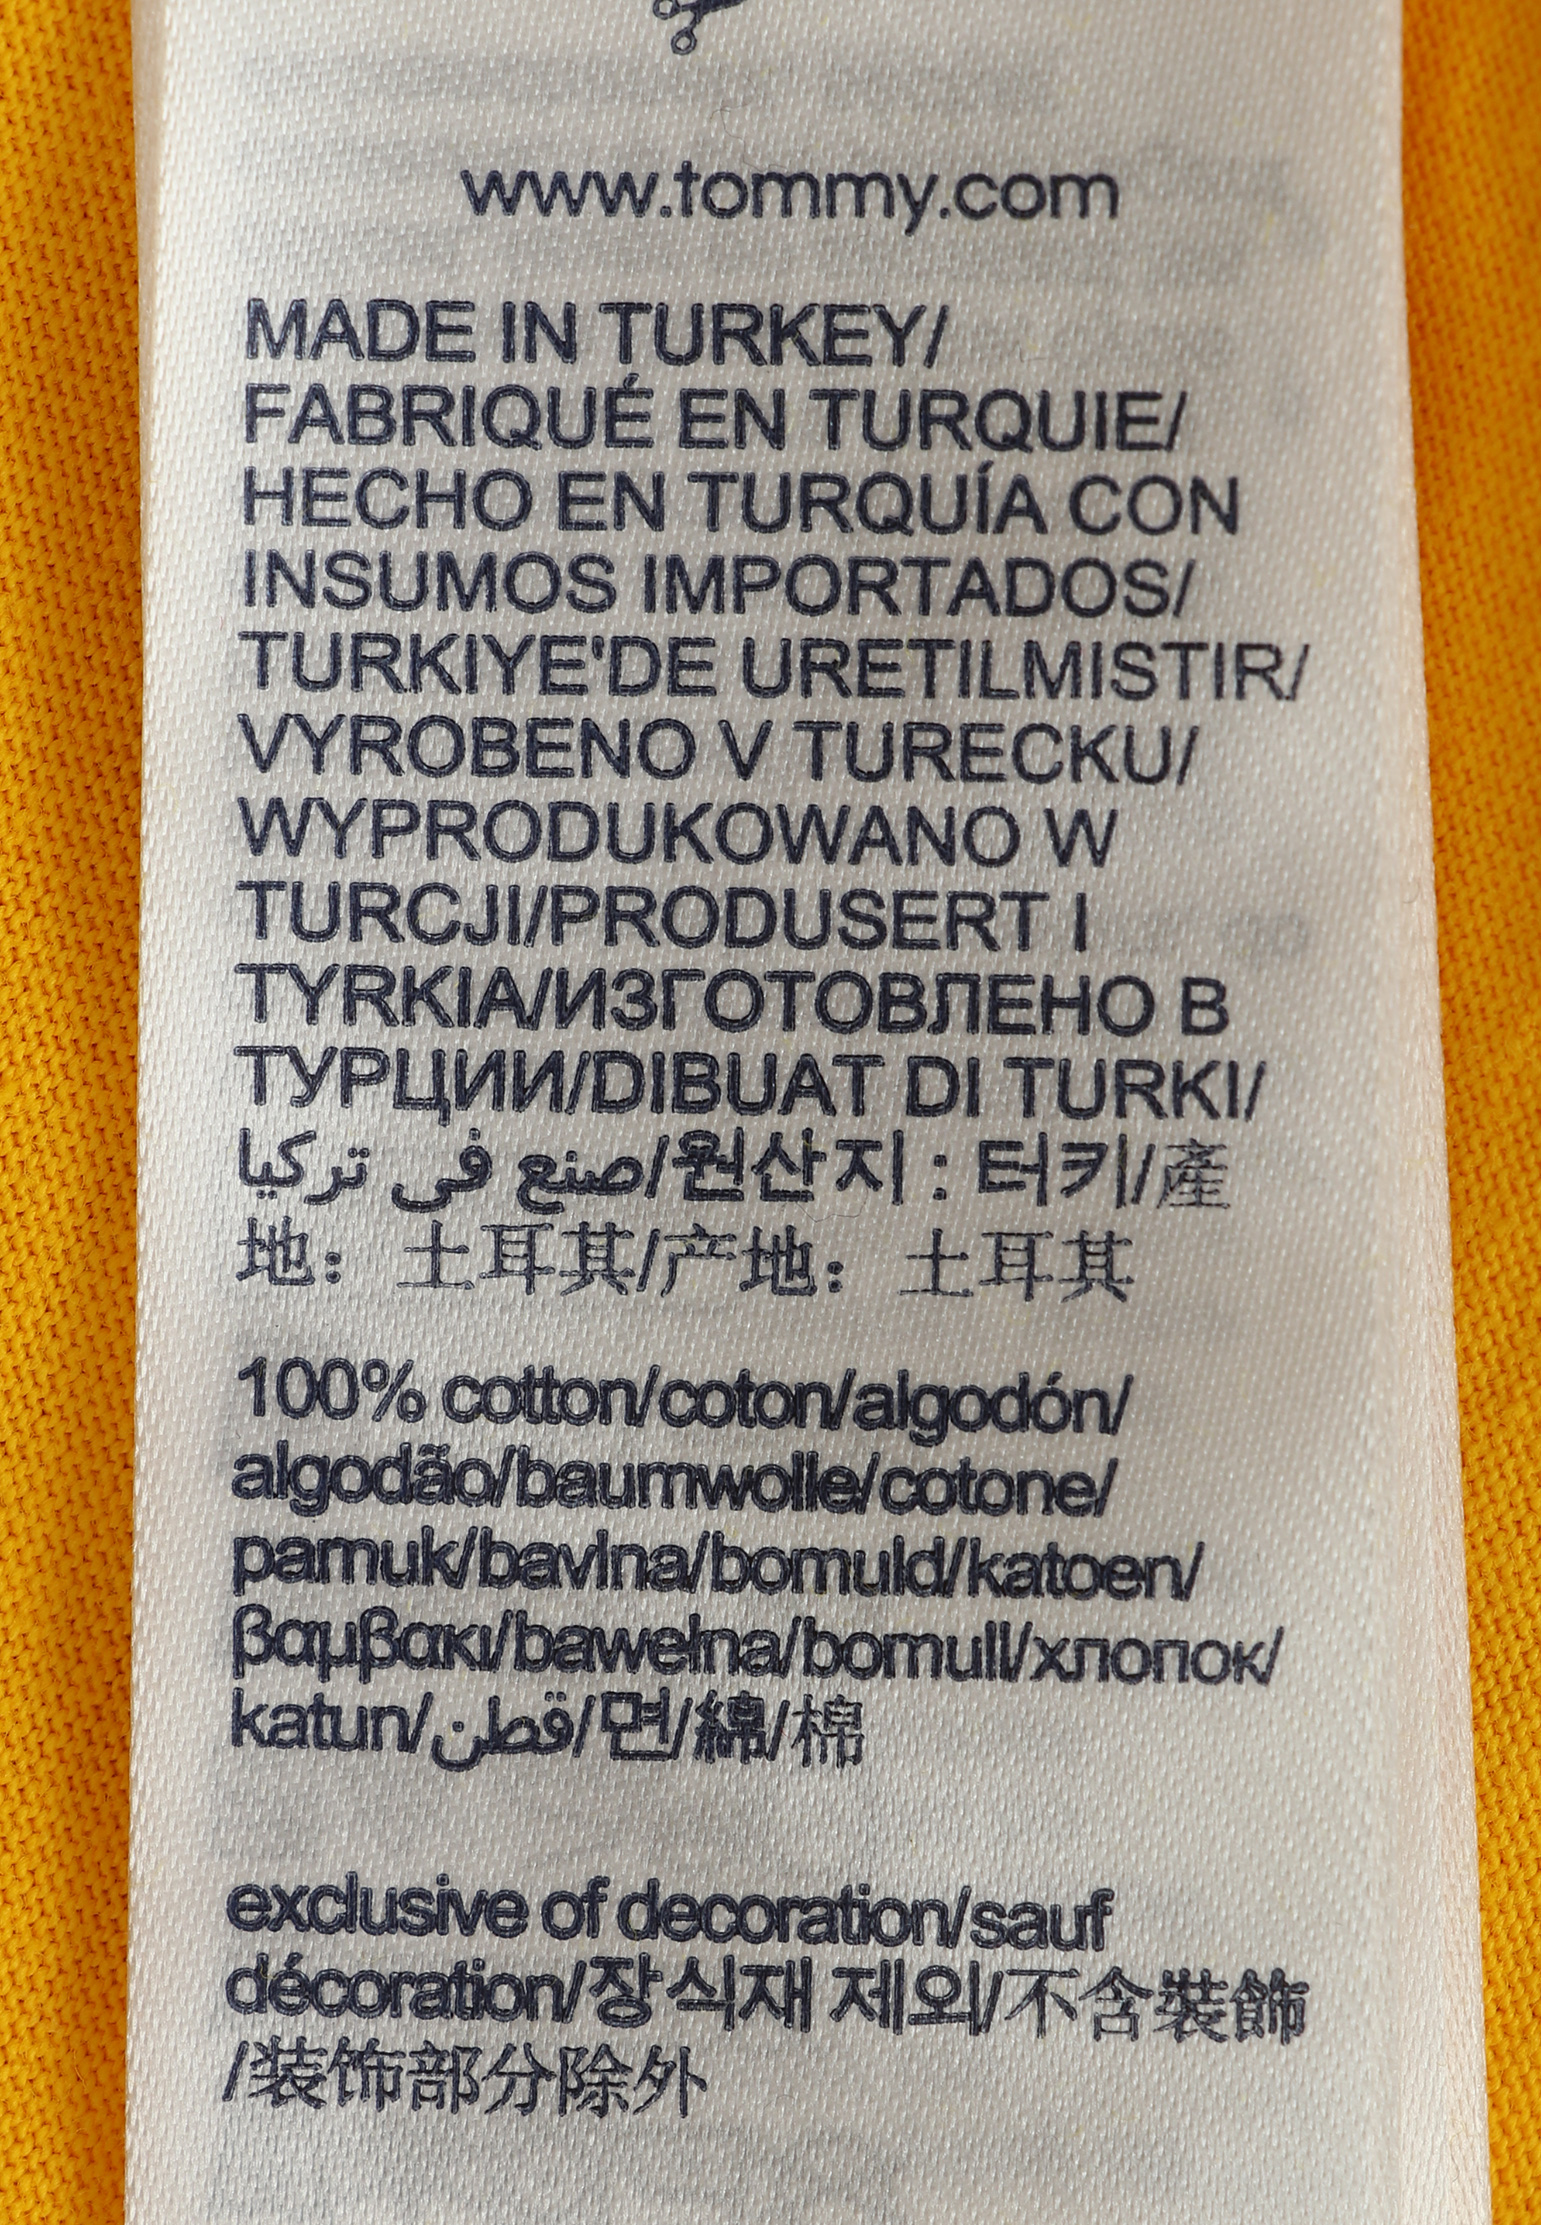 www.tommy.com
MADE IN TURKEY/
FABRIQUÉ EN TURQUIE/
HECHO EN TURQUÍA CON
INSUMOS IMPORTADOS/
TURKIYE'DE URETILMISTIR/
VYROBENO V TURECKU/
WYPRODUKOWANO W
TURCJI/PRODUSERT I
TYRKIA/ИЗГОТОВЛЕНО В
ТУРЦИИ/DIBUAT DI TURKI/
صنع في تركيا/원산지 : 터키/產
地： 土耳其/产地： 土耳其
100% cotton/coton/algodón/
algodão/baumwolle/cotone/
pamuk/bavlna/bomuld/katoen/
βαμβακι/bawełna/bomull/хлопок/
katun/قطن/면/綿/棉
exclusive of decoration/sauf
décoration/장식재 제외/不含裝飾
/装饰部分除外